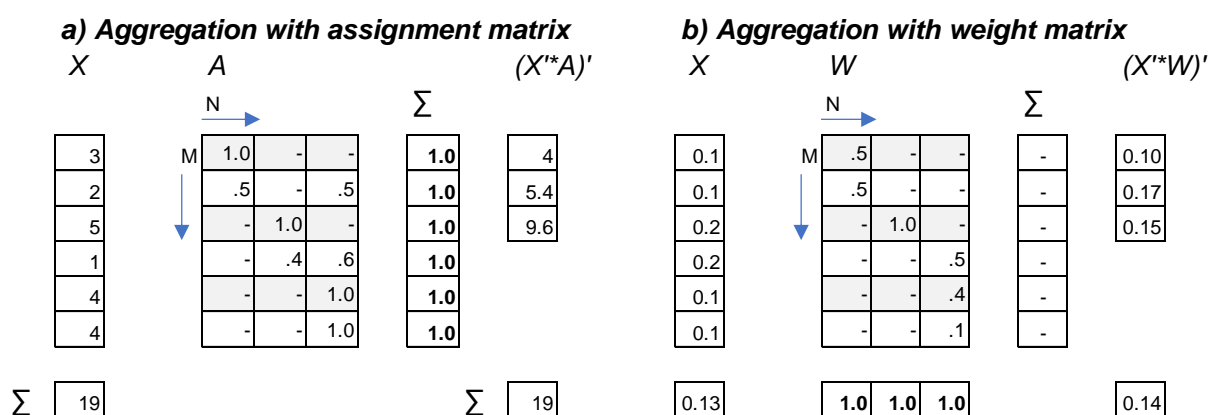 a) Aggregation with assignment matrix b) Aggregation with weight matrix
X A (X'*A)' X W (X'*W)'
N ∑ N ∑
3 M 1.0 - - 1.0 4 0.1 M .5 - - - 0.10
2 .5 - .5 1.0 5.4 0.1 .5 - - - 0.17
5 - 1.0 - 1.0 9.6 0.2 - 1.0 - - 0.15
1 - .4 .6 1.0 0.2 - - .5 -
4 - - 1.0 1.0 0.1 - - .4 -
4 - - 1.0 1.0 0.1 - - .1 -
∑ 19 ∑ 19 0.13 1.0 1.0 1.0 0.14